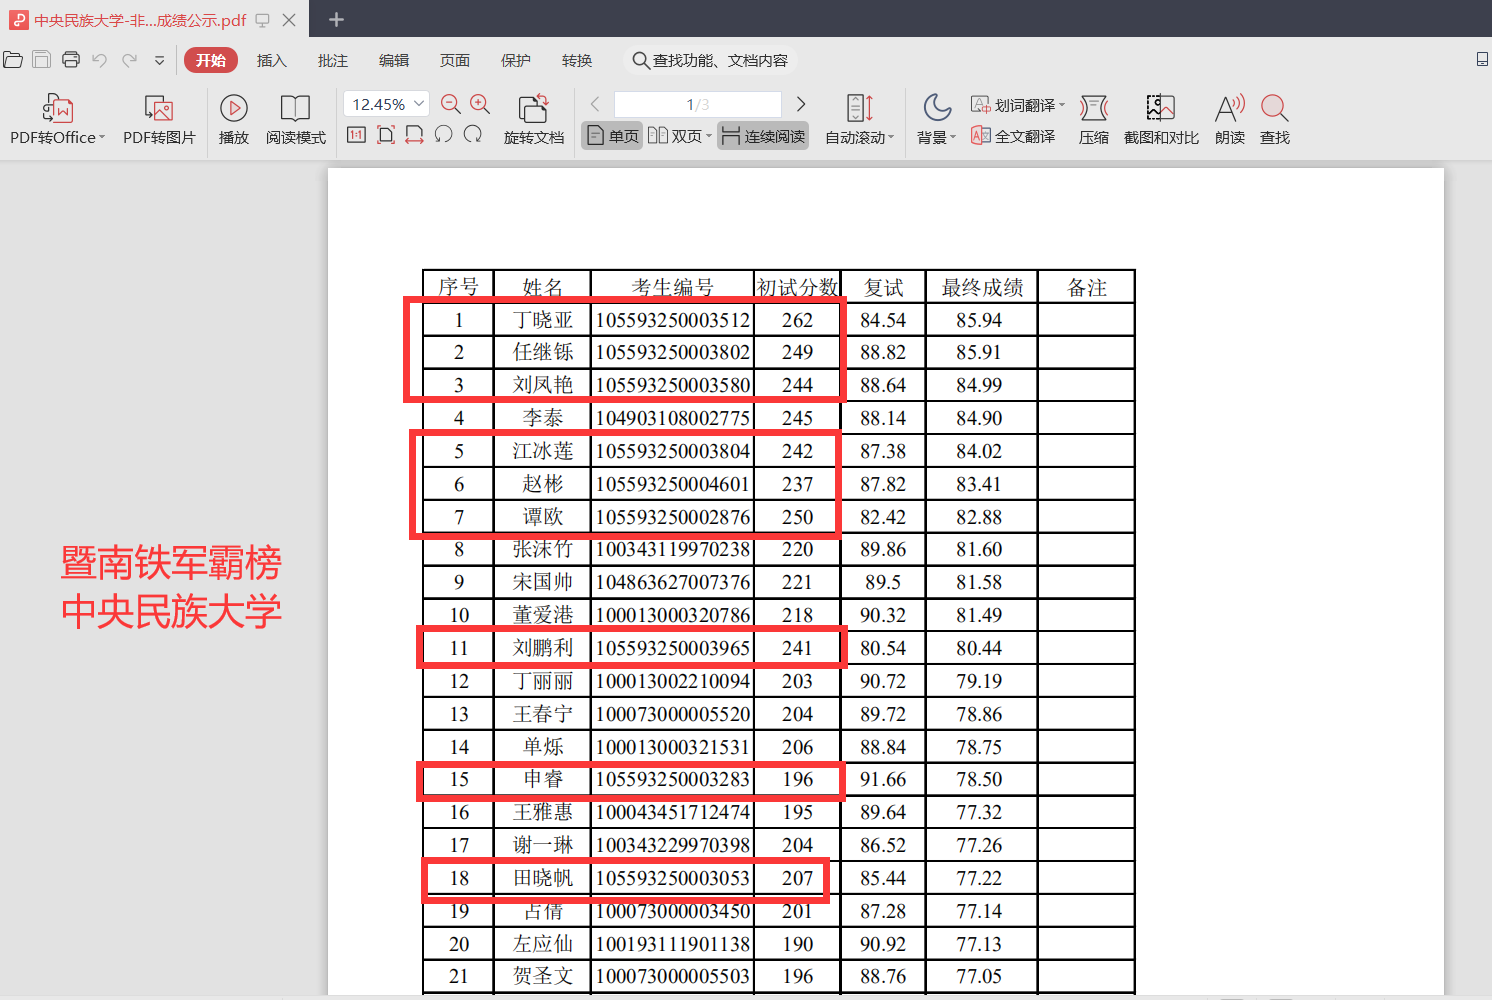 中央民族大学-非...成绩公示.pdf
开始 插入 批注 编辑 页面 保护 转换 查找功能、文档内容
PDF转Office PDF转图片 播放 阅读模式 12.45% 1:1 旋转文档 1/3 单页 双页 连续阅读 自动滚动 背景 划词翻译 全文翻译 压缩 截图和对比 朗读 查找
序号 姓名 考生编号 初试分数 复试 最终成绩 备注
1 丁晓亚 105593250003512 262 84.54 85.94
2 任继铄 105593250003802 249 88.82 85.91
3 刘凤艳 105593250003580 244 88.64 84.99
4 李泰 104903108002775 245 88.14 84.90
5 江冰莲 105593250003804 242 87.38 84.02
6 赵彬 105593250004601 237 87.82 83.41
7 谭欧 105593250002876 250 82.42 82.88
8 张沫竹 100343119970238 220 89.86 81.60
9 宋国帅 104863627007376 221 89.5 81.58
10 董爱港 100013000320786 218 90.32 81.49
11 刘鹏利 105593250003965 241 80.54 80.44
12 丁丽丽 100013002210094 203 90.72 79.19
13 王春宁 100073000005520 204 89.72 78.86
14 单烁 100013000321531 206 88.84 78.75
15 申睿 105593250003283 196 91.66 78.50
16 王雅惠 100043451712474 195 89.64 77.32
17 谢一琳 100343229970398 204 86.52 77.26
18 田晓帆 105593250003053 207 85.44 77.22
19 占倩 100073000003450 201 87.28 77.14
20 左应仙 100193111901138 190 90.92 77.13
21 贺圣文 100073000005503 196 88.76 77.05
暨南铁军霸榜
中央民族大学